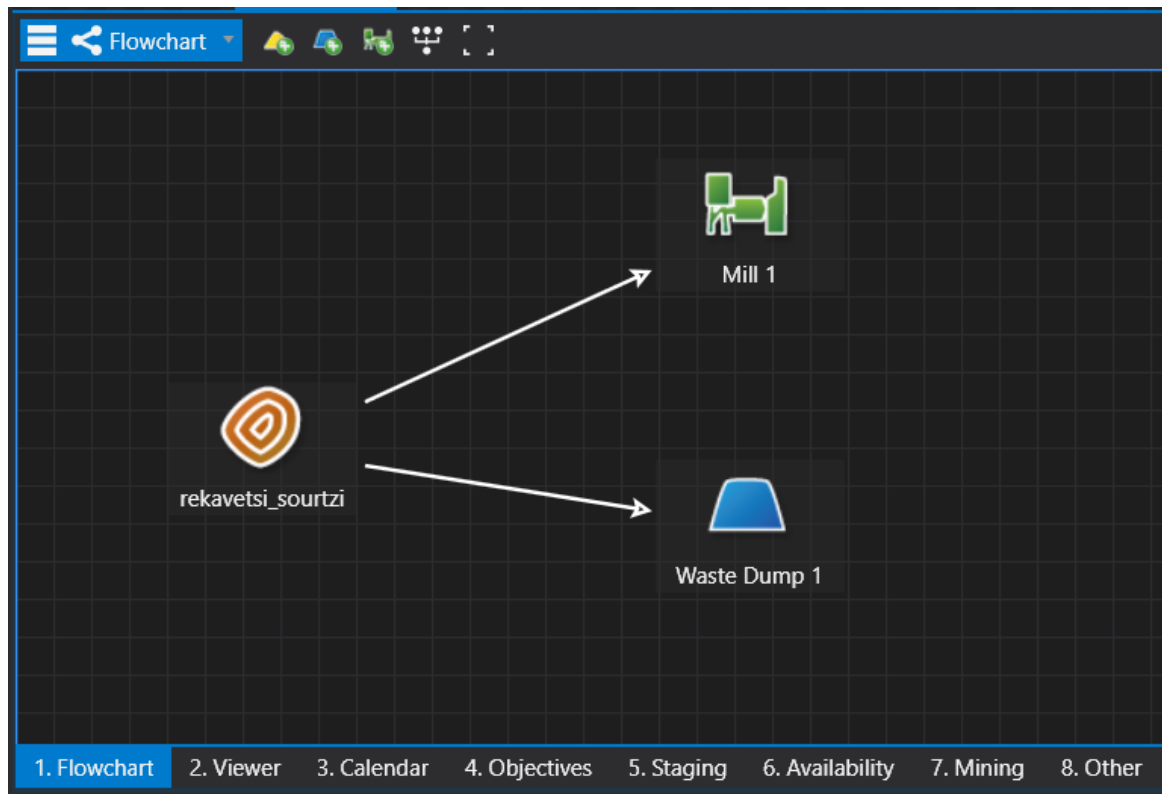 Flowchart
Mill 1
rekavetsi_sourtzi
Waste Dump 1
1. Flowchart 2. Viewer 3. Calendar 4. Objectives 5. Staging 6. Availability 7. Mining 8. Other